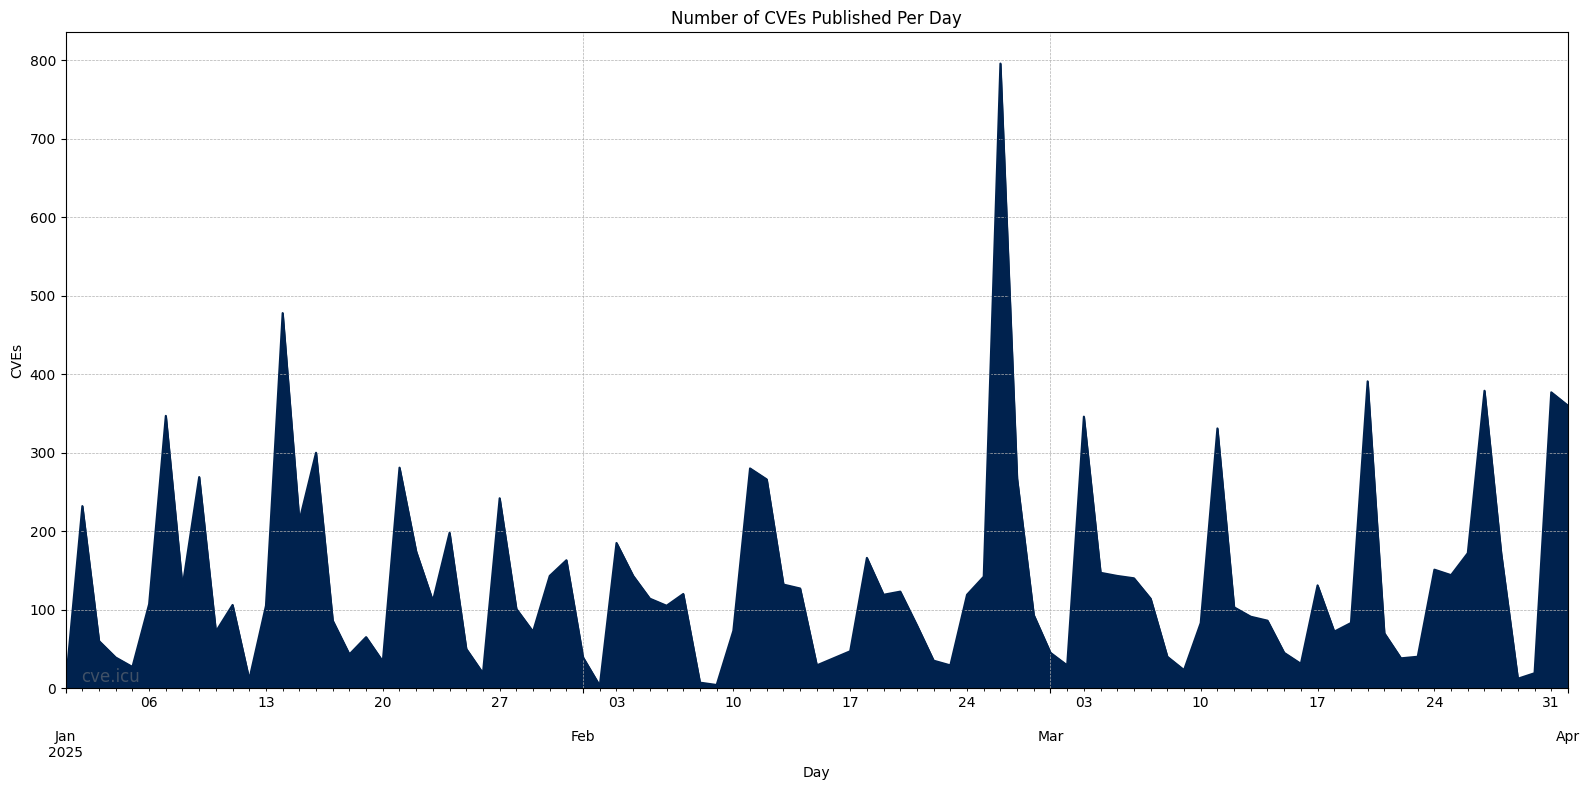 Number of CVEs Published Per Day
800
700
600
500
400
300
200
100
0
CVEs
cve.icu
06 13 20 27 03 10 17 24 03 10 17 24 31
Jan Feb Mar Apr
2025
Day